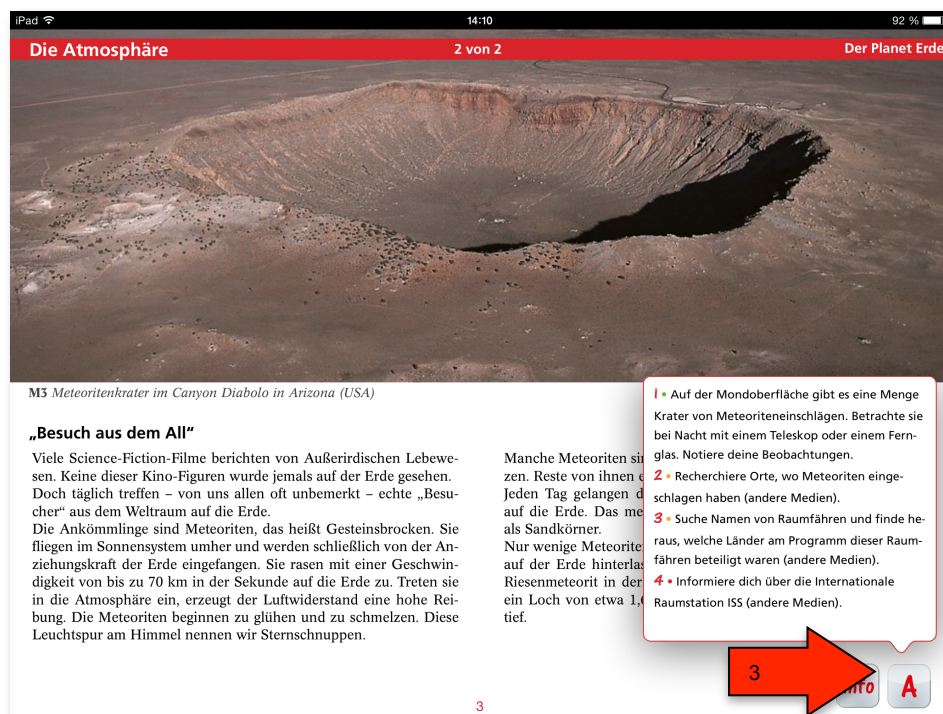 iPad 14:10 92 %
Die Atmosphäre 2 von 2 Der Planet Erde
M3 Meteoritenkrater im Canyon Diabolo in Arizona (USA)
„Besuch aus dem All“
Viele Science-Fiction-Filme berichten von Außerirdischen Lebewe-
sen. Keine dieser Kino-Figuren wurde jemals auf der Erde gesehen.
Doch täglich treffen – von uns allen oft unbemerkt – echte „Besu-
cher“ aus dem Weltraum auf die Erde.
Die Ankömmlinge sind Meteoriten, das heißt Gesteinsbrocken. Sie
fliegen im Sonnensystem umher und werden schließlich von der An-
ziehungskraft der Erde eingefangen. Sie rasen mit einer Geschwin-
digkeit von bis zu 70 km in der Sekunde auf die Erde zu. Treten sie
in die Atmosphäre ein, erzeugt der Luftwiderstand eine hohe Rei-
bung. Die Meteoriten beginnen zu glühen und zu schmelzen. Diese
Leuchtspur am Himmel nennen wir Sternschnuppen.
Manche Meteoriten
zen. Reste von ihnen
Jeden Tag gelangen
auf die Erde. Das
als Sandkörner.
Nur wenige
auf der Erde
Riesenmeteorit in der
ein Loch von etwa
tief.
1 • Auf der Mondoberfläche gibt es eine Menge
Krater von Meteoriteneinschlägen. Betrachte sie
bei Nacht mit einem Teleskop oder einem Fern-
glas. Notiere deine Beobachtungen.
2 • Recherchiere Orte, wo Meteoriten einge-
schlagen haben (andere Medien).
3 • Suche Namen von Raumfähren und finde he-
raus, welche Länder am Programm dieser Raum-
fähren beteiligt waren (andere Medien).
4 • Informiere dich über die Internationale
Raumstation ISS (andere Medien).
3
A
3